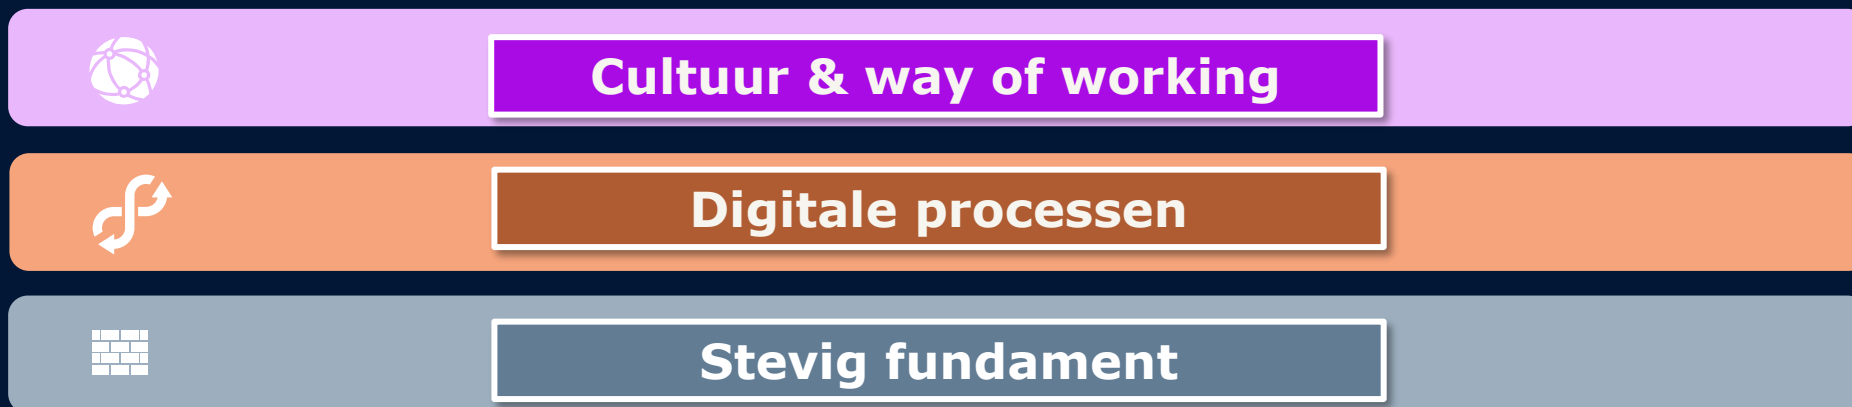 Cultuur & way of working
Digitale processen
Stevig fundament